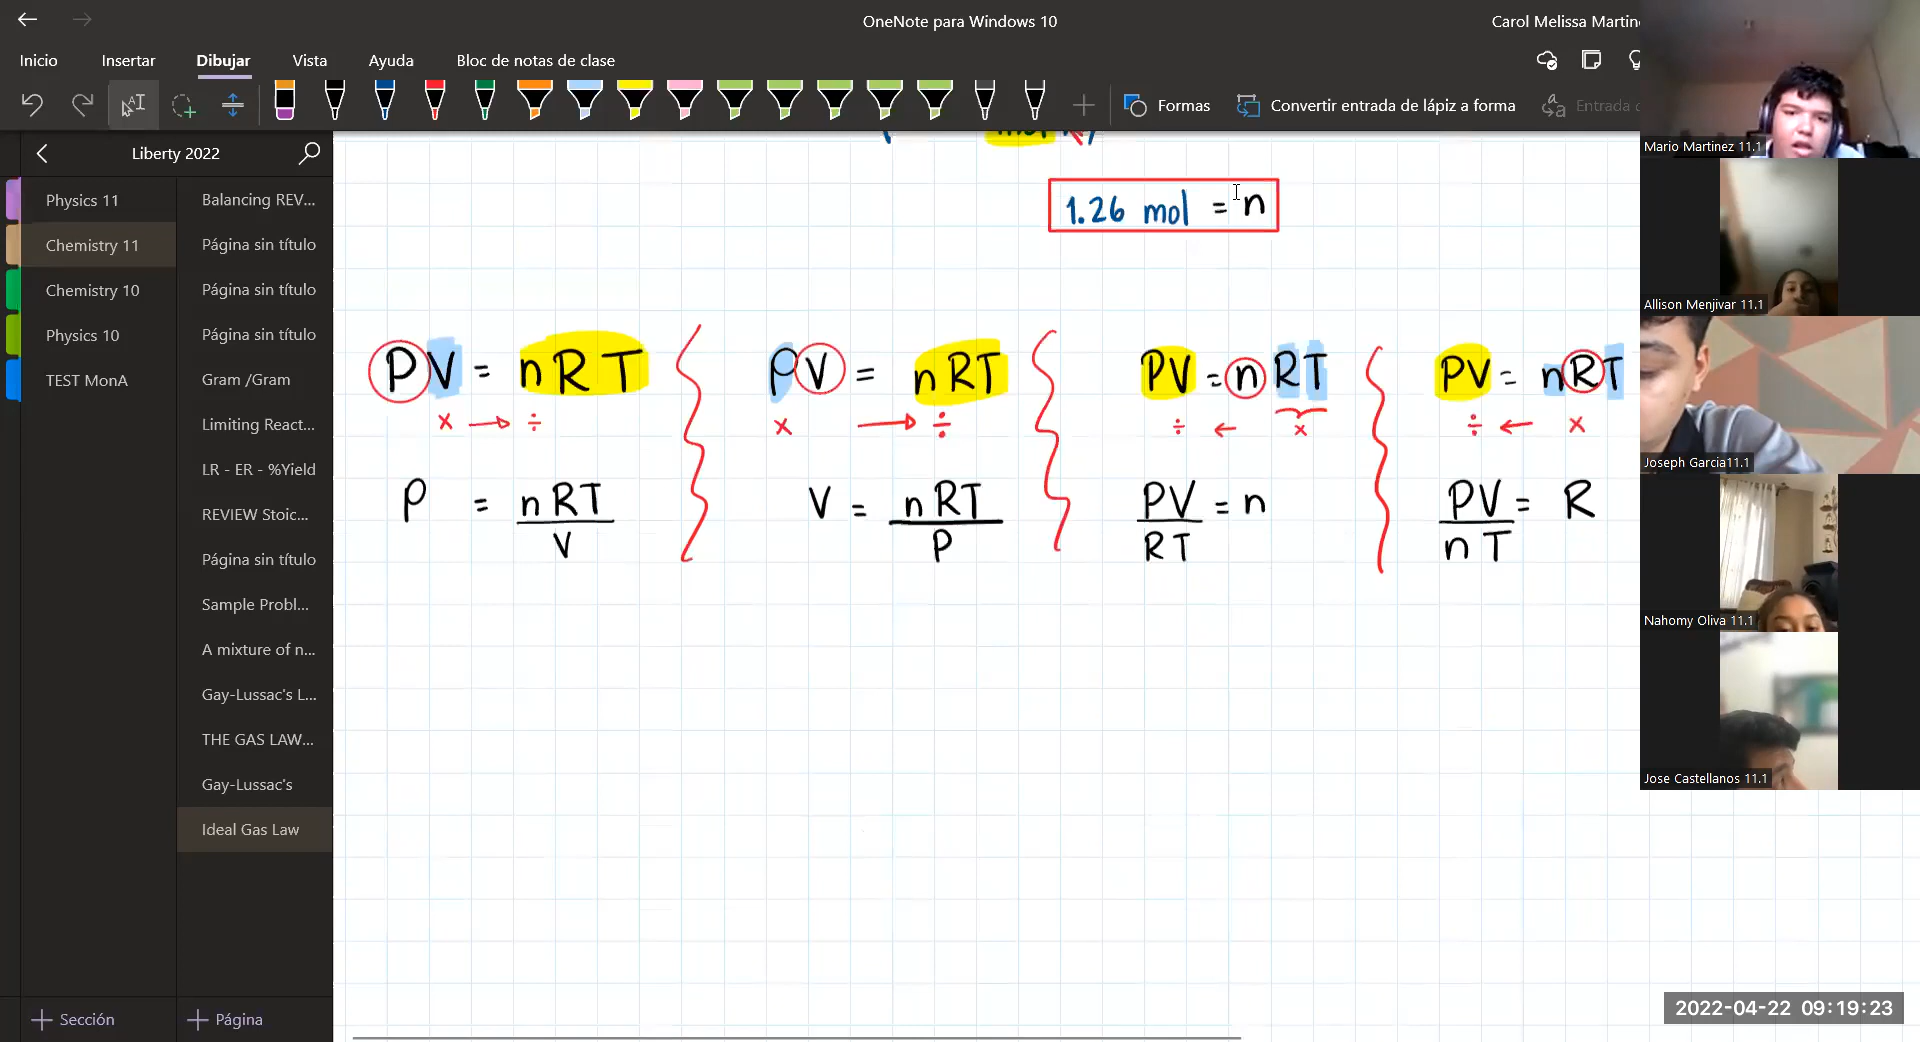 OneNote para Windows 10
Carol Melissa Martine
Inicio Insertar Dibujar Vista Ayuda Bloc de notas de clase
Formas Convertir entrada de lápiz a forma Entrada
Liberty 2022
Physics 11
Chemistry 11
Chemistry 10
Physics 10
TEST MonA
Balancing REV...
Página sin título
Página sin título
Página sin título
Gram /Gram
Limiting React...
LR - ER - %Yield
REVIEW Stoic...
Página sin título
Sample Probl...
A mixture of n...
Gay-Lussac's L...
THE GAS LAW...
Gay-Lussac's
Ideal Gas Law
+ Sección
+ Página
1.26 mol = n
PV = nRT
x → ÷
P = nRT
V
PV = nRT
x → ÷
V = nRT
P
PV = nRT
÷ ← x
PV = n
RT
PV = nRT
÷ ← x
PV = R
nT
Mario Martinez 11.1
Allison Menjivar 11.1
Joseph Garcia11.1
Nahomy Oliva 11.1
Jose Castellanos 11.1
2022-04-22 09:19:23